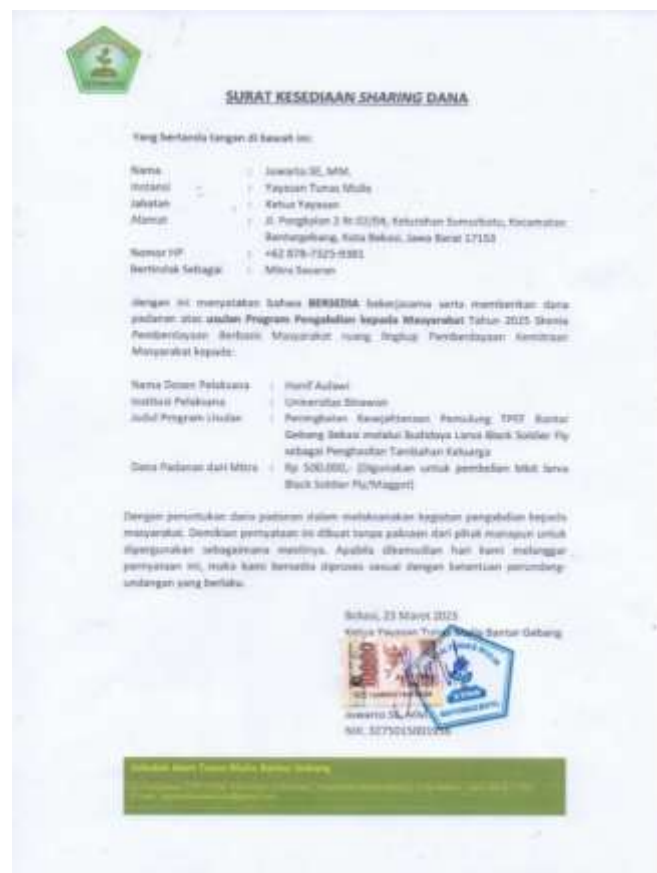 SURAT KESEDIAAN SHARING DANA
Yang bertanda tangan di bawah ini:
Nama : Juwarto SE, MM.
Instansi : Yayasan Tunas Mulia
Jabatan : Ketua Yayasan
Alamat : Jl. Pangkalan 2 Rt 02/04, Kelurahan Sumurbatu, Kecamatan
Bantargebang, Kota Bekasi, Jawa Barat 17153
Nomor HP : +62 878-7325-9381
Bertindak Sebagai : Mitra Sasaran
dengan ini menyatakan bahwa BERSEDIA bekerjasama serta memberikan dana
padanan atas usulan Program Pengabdian kepada Masyarakat Tahun 2025 Skema
Pemberdayaan Berbasis Masyarakat ruang lingkup Pemberdayaan Kemitraan
Masyarakat kepada:
Nama Dosen Pelaksana : Hanif Auliawi
Institusi Pelaksana : Universitas Binawan
Judul Program Usulan : Peningkatan Kesejahteraan Pemulung TPST Bantar
Gebang Bekasi melalui Budidaya Larva Black Soldier Fly
sebagai Penghasilan Tambahan Keluarga
Dana Padanan dari Mitra : Rp 500.000,- (Digunakan untuk pembelian bibit larva
Black Soldier Fly/Maggot)
Dengan peruntukan dana padanan dalam melaksanakan kegiatan pengabdian kepada
masyarakat. Demikian pernyataan ini dibuat tanpa paksaan dari pihak manapun untuk
dipergunakan sebagaimana mestinya. Apabila dikemudian hari kami melanggar
pernyataan ini, maka kami bersedia diproses sesuai dengan ketentuan perundang-
undangan yang berlaku.
Bekasi, 23 Maret 2025
Ketua Yayasan Tunas Mulia Bantar Gebang
10000
Juwarto SE,
Sekolah Alam Tunas Mulia Bantar Gebang